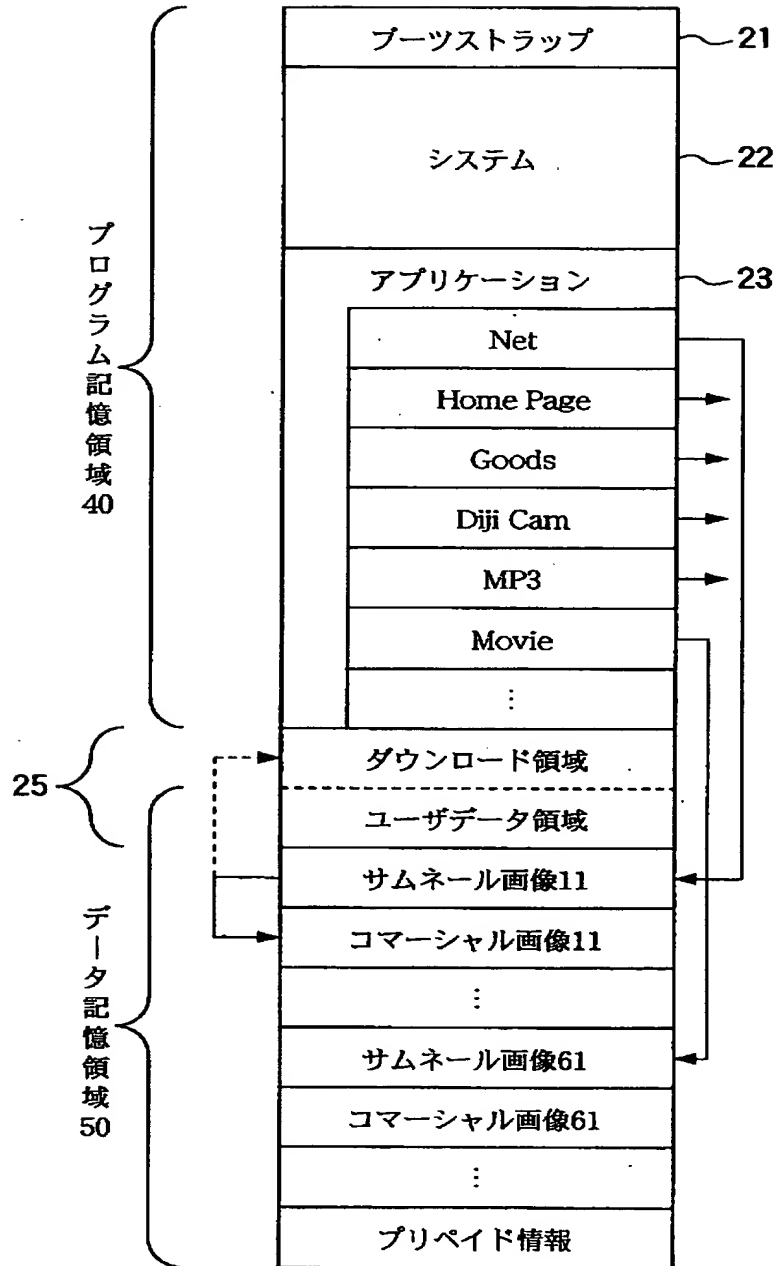 ブーツストラップ
21
システム
22
アプリケーション
23
Net
Home Page
Goods
Diji Cam
MP3
Movie
⋮
プログラム記憶領域40
ダウンロード領域
25
ユーザデータ領域
サムネール画像11
コマーシャル画像11
⋮
サムネール画像61
コマーシャル画像61
⋮
プリペイド情報
データ記憶領域50